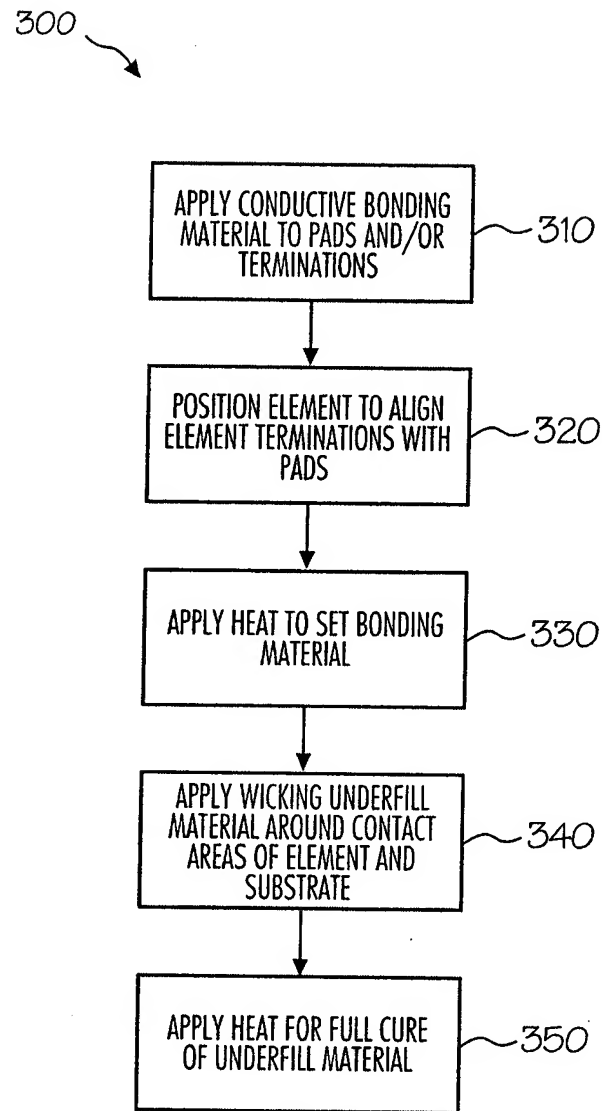 300
APPLY CONDUCTIVE BONDING
MATERIAL TO PADS AND/OR
TERMINATIONS
310
POSITION ELEMENT TO ALIGN
ELEMENT TERMINATIONS WITH
PADS
320
APPLY HEAT TO SET BONDING
MATERIAL
330
APPLY WICKING UNDERFILL
MATERIAL AROUND CONTACT
AREAS OF ELEMENT AND
SUBSTRATE
340
APPLY HEAT FOR FULL CURE
OF UNDERFILL MATERIAL
350